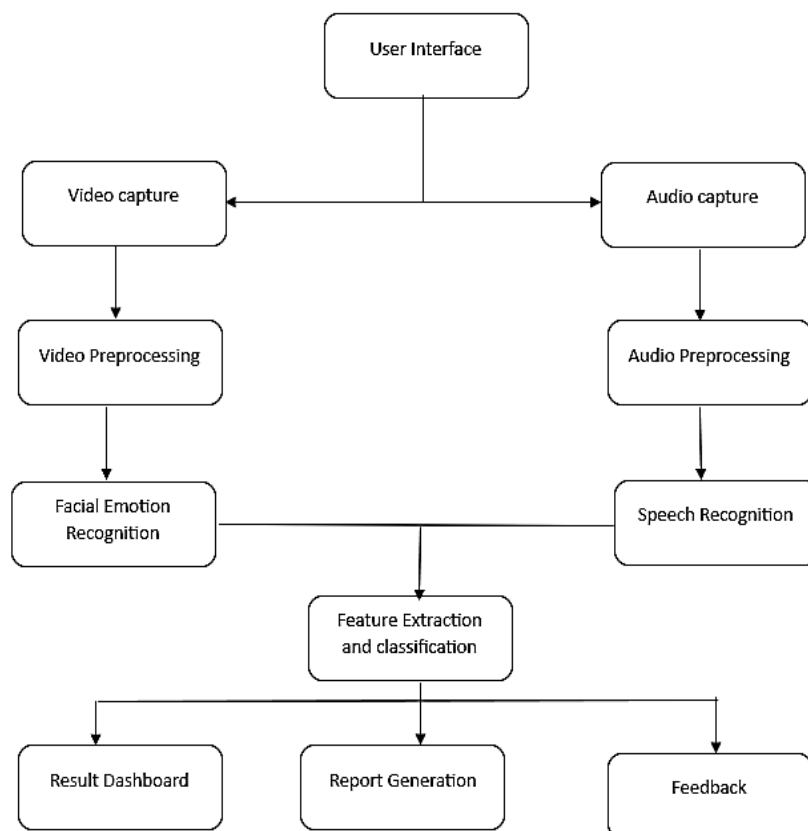 User Interface
Video capture
Audio capture
Video Preprocessing
Audio Preprocessing
Facial Emotion
Recognition
Speech Recognition
Feature Extraction
and classification
Result Dashboard
Report Generation
Feedback